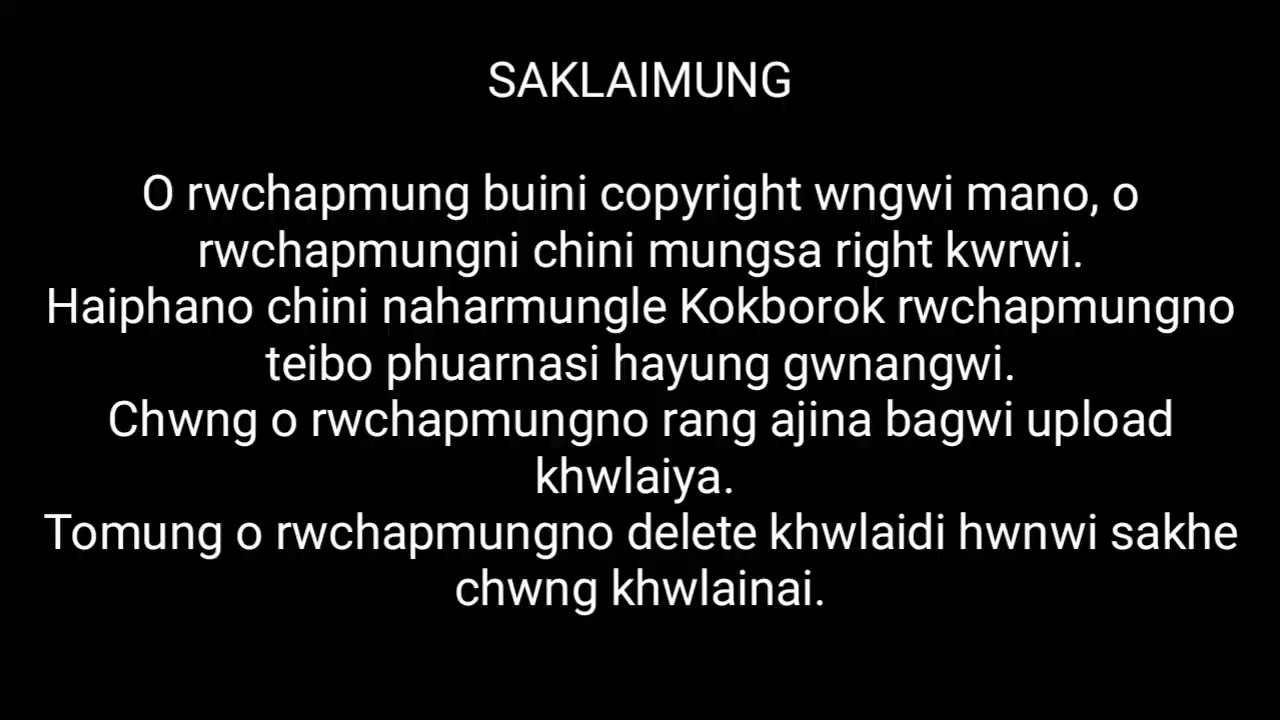 SAKLAIMUNG
O rwchapmung buini copyright wngwi mano, o
rwchapmungni chini mungsa right kwrwi.
Haiphano chini naharmungle Kokborok rwchapmungno
teibo phuarnasi hayung gwnangwi.
Chwng o rwchapmungno rang ajina bagwi upload
khwlaiya.
Tomung o rwchapmungno delete khwlaidi hwnwi sakhe
chwng khwlainai.